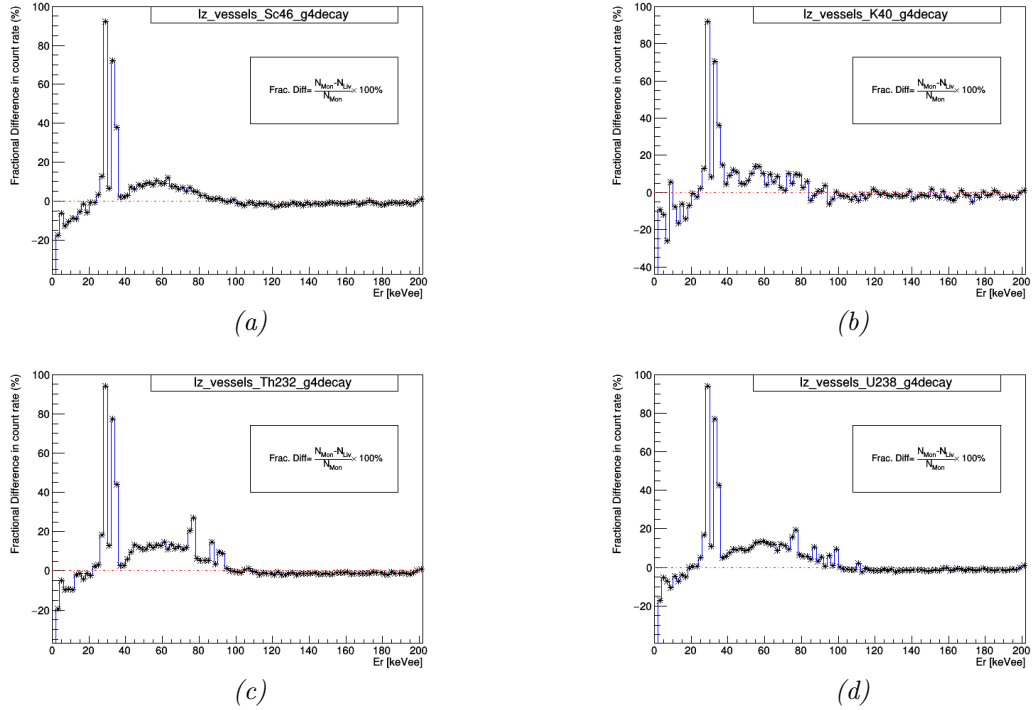 lz_vessels_Sc46_g4decay
Fractional Difference in count rate (%)
100
80
60
40
20
0
−20
Frac. Diff= N_Mon-N_Liv / N_Mon × 100%
0 20 40 60 80 100 120 140 160 180 200
Er [keVee]
(a)
lz_vessels_K40_g4decay
Fractional Difference in count rate (%)
100
80
60
40
20
0
−20
−40
Frac. Diff= N_Mon-N_Liv / N_Mon × 100%
0 20 40 60 80 100 120 140 160 180 200
Er [keVee]
(b)
lz_vessels_Th232_g4decay
Fractional Difference in count rate (%)
100
80
60
40
20
0
−20
Frac. Diff= N_Mon-N_Liv / N_Mon × 100%
0 20 40 60 80 100 120 140 160 180 200
Er [keVee]
(c)
lz_vessels_U238_g4decay
Fractional Difference in count rate (%)
100
80
60
40
20
0
−20
Frac. Diff= N_Mon-N_Liv / N_Mon × 100%
0 20 40 60 80 100 120 140 160 180 200
Er [keVee]
(d)